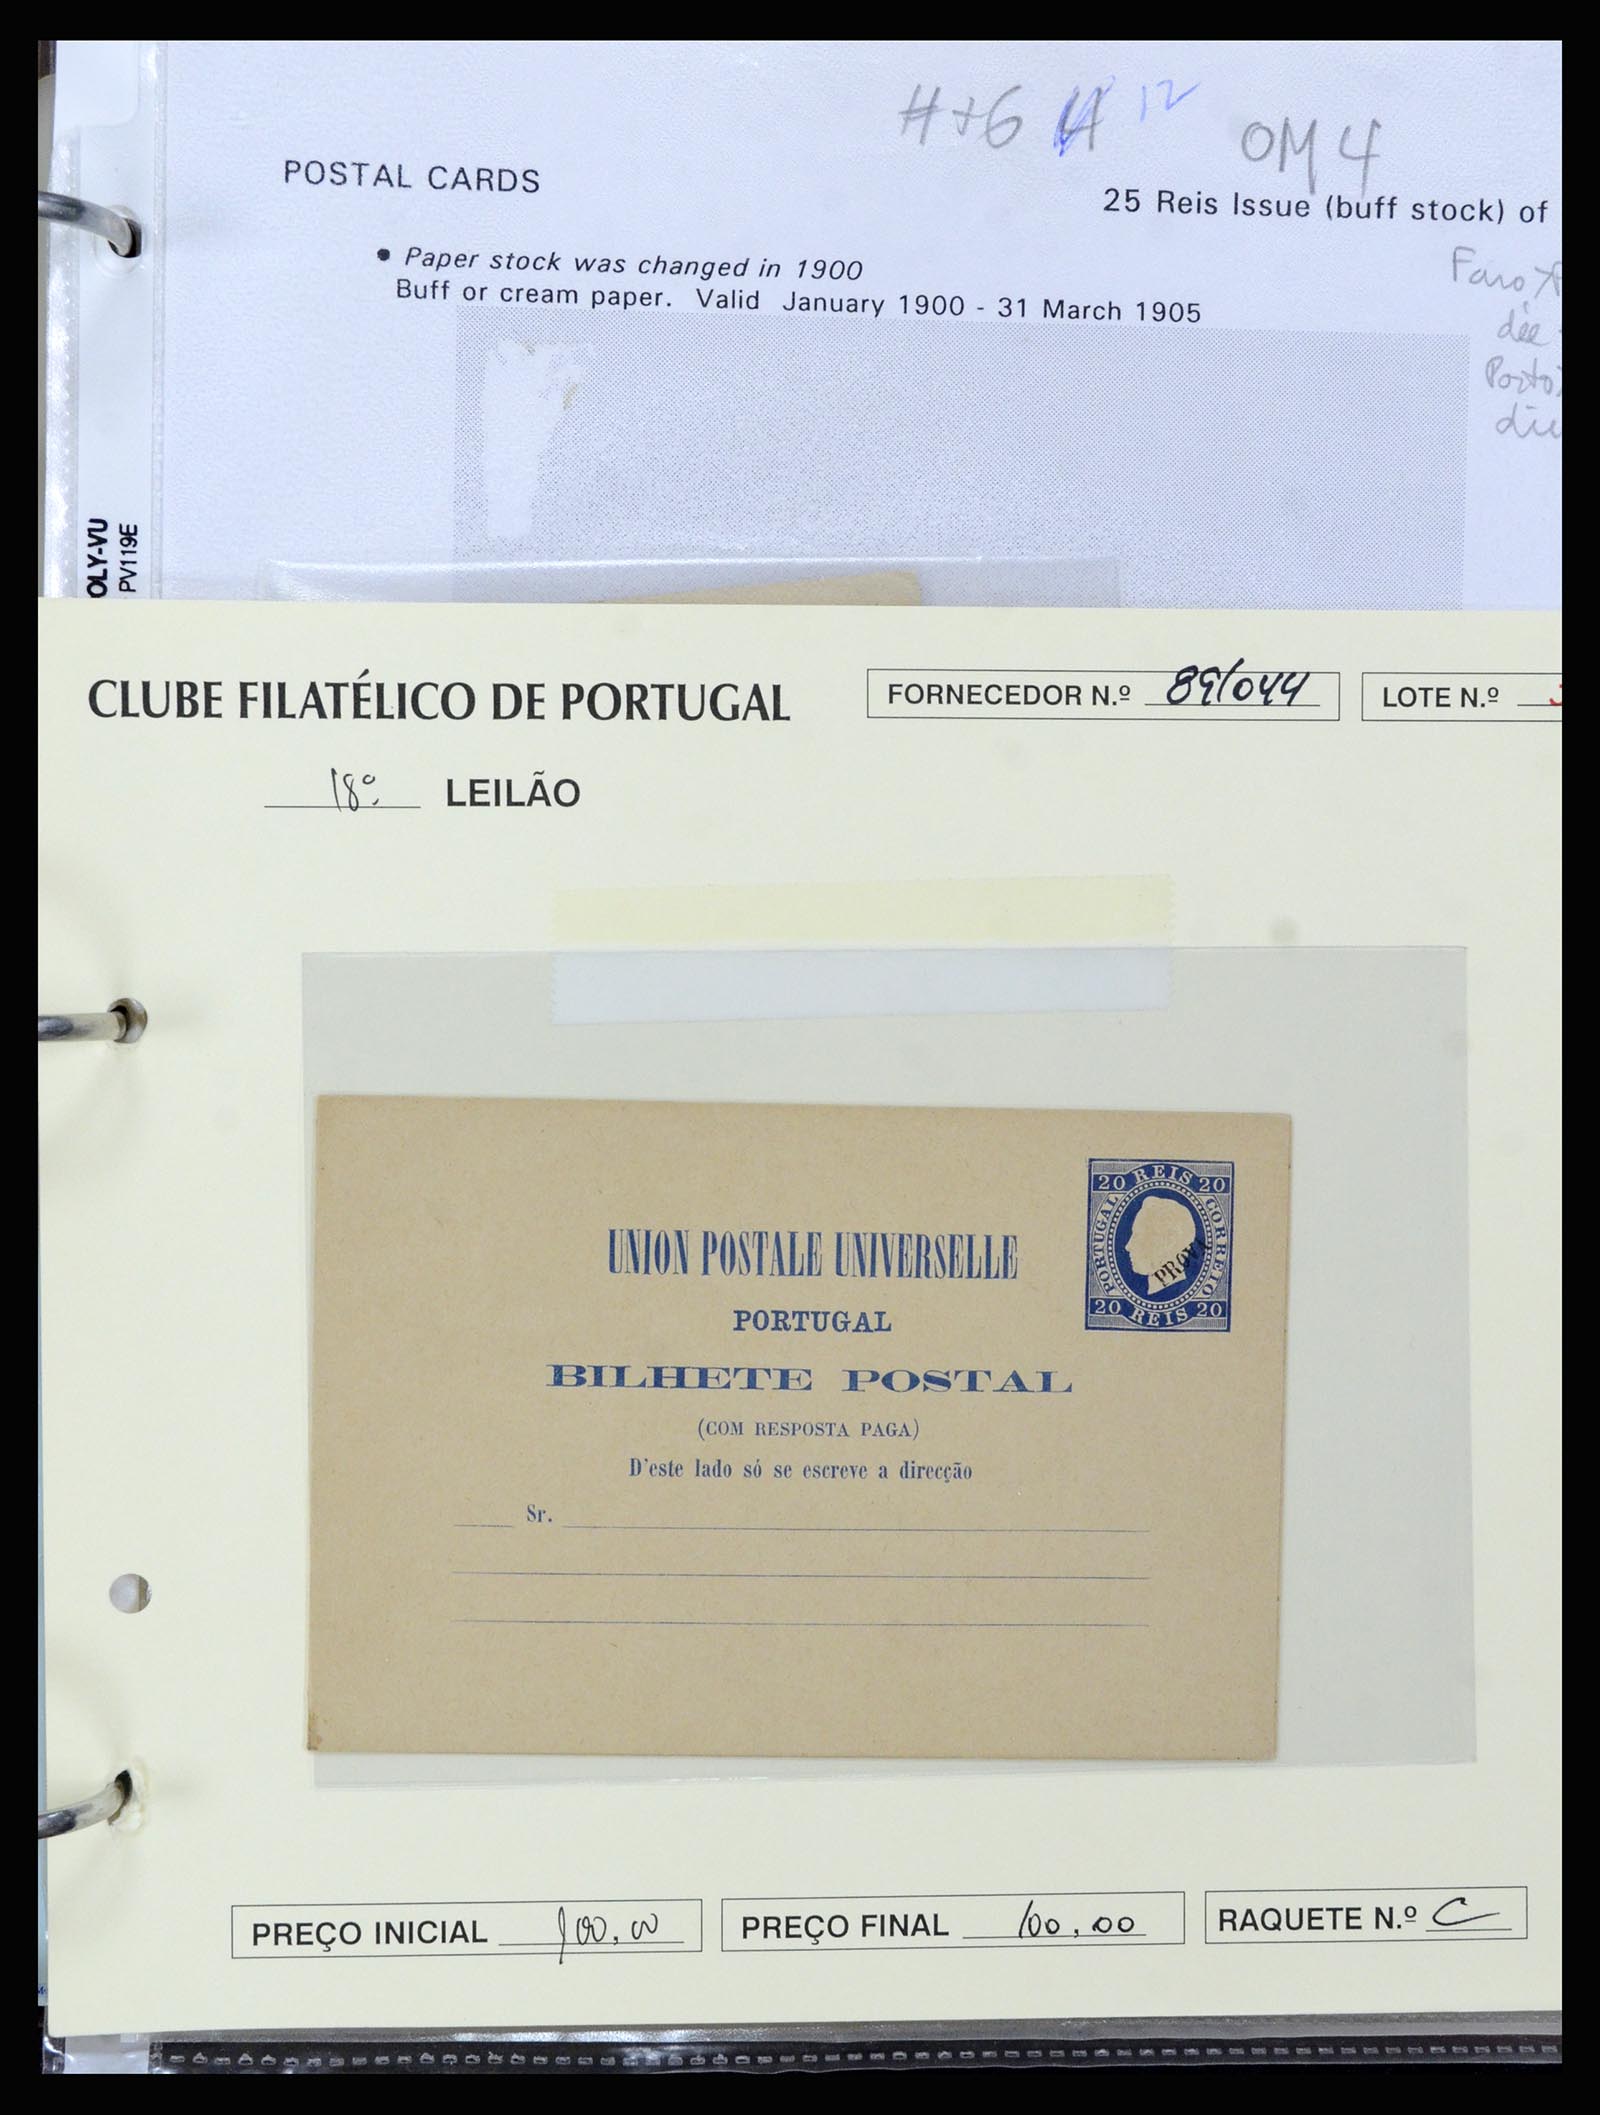 OM 4
POSTAL CARDS
25 Reis Issue (buff stock) of
• Paper stock was changed in 1900
Buff or cream paper. Valid January 1900 - 31 March 1905
Faro
Porto
OLY-VU
PV119E
CLUBE FILATÉLICO DE PORTUGAL
FORNECEDOR N.º 89/044
LOTE N.º
18º LEILÃO
20 REIS 20
PORTUGAL
CORREIO
PROVA
20 REIS 20
UNION POSTALE UNIVERSELLE
PORTUGAL
BILHETE POSTAL
(COM RESPOSTA PAGA)
D'este lado só se escreve a direcção
Sr.
PREÇO INICIAL 100,00
PREÇO FINAL 100,00
RAQUETE N.º C